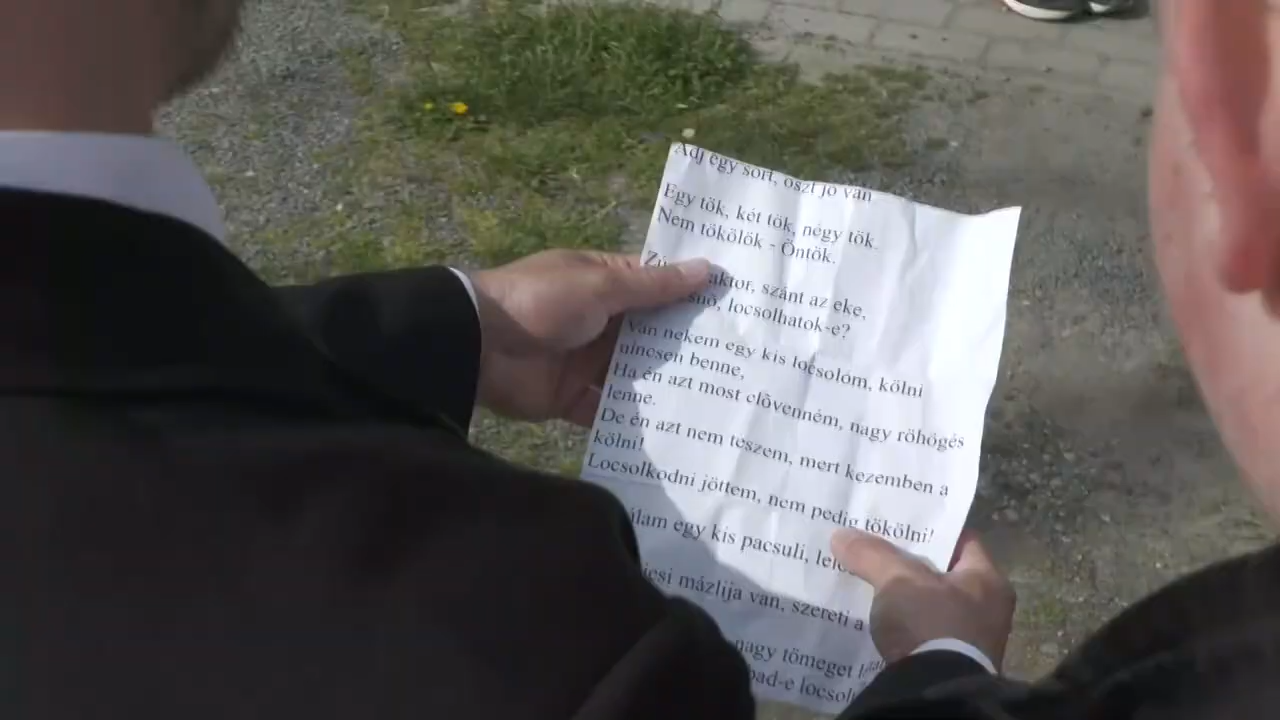 Adj egy sört, oszt jó van
Egy tök, két tök, négy tök.
Nem tökölök - Öntök.
szánt az eke,
locsolhatok-e?
Van nekem egy kis locsolóm, kölni
nincsen benne,
Ha én azt most elővenném, nagy röhögés
lenne.
De én azt nem teszem, mert kezemben a
kölni!
Locsolkodni jöttem, nem pedig tökölni!
egy kis pacsuli,
mázlija van, szereti a
nagy tömeget